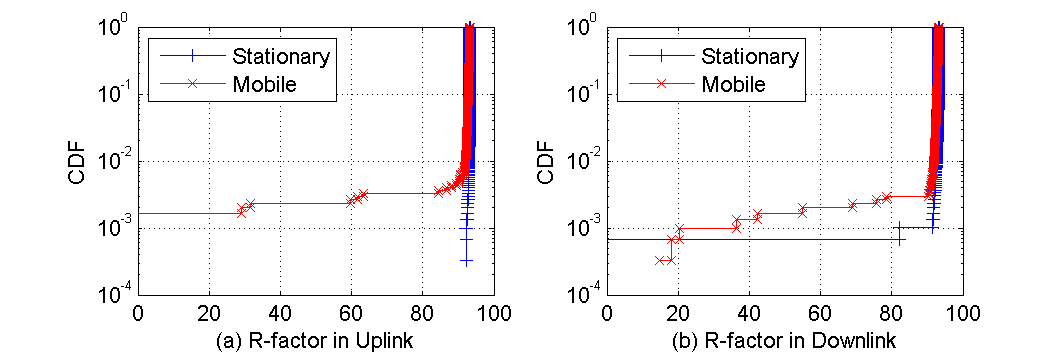 10^0
10^-1
10^-2
10^-3
10^-4
CDF
Stationary
Mobile
0 20 40 60 80 100
(a) R-factor in Uplink
10^0
10^-1
10^-2
10^-3
10^-4
CDF
Stationary
Mobile
0 20 40 60 80 100
(b) R-factor in Downlink